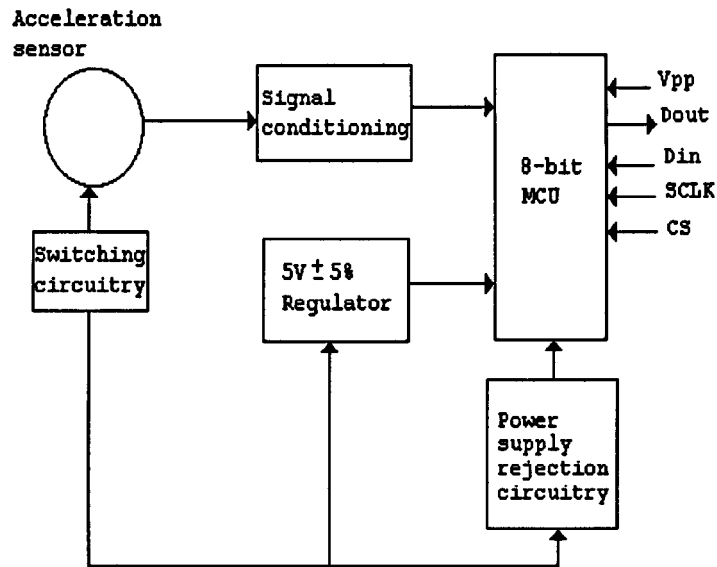 Acceleration
sensor
Signal
conditioning
8-bit
MCU
Vpp
Dout
Din
SCLK
CS
Switching
circuitry
5V ± 5%
Regulator
Power
supply
rejection
circuitry